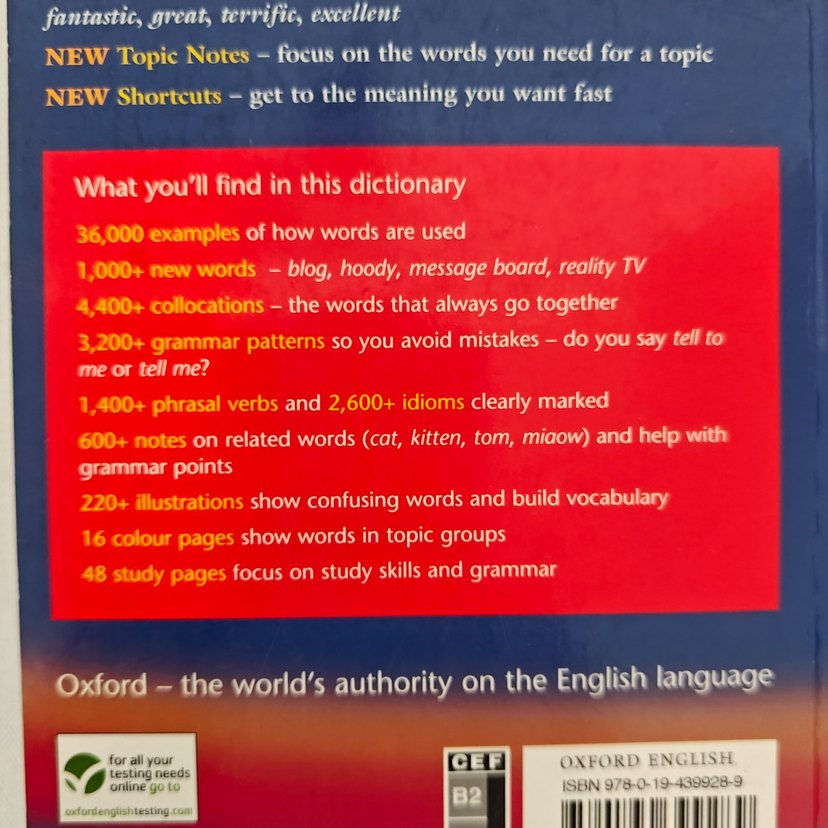 fantastic, great, terrific, excellent
NEW Topic Notes – focus on the words you need for a topic
NEW Shortcuts – get to the meaning you want fast
What you'll find in this dictionary
36,000 examples of how words are used
1,000+ new words – blog, hoody, message board, reality TV
4,400+ collocations – the words that always go together
3,200+ grammar patterns so you avoid mistakes – do you say tell to
me or tell me?
1,400+ phrasal verbs and 2,600+ idioms clearly marked
600+ notes on related words (cat, kitten, tom, miaow) and help with
grammar points
220+ illustrations show confusing words and build vocabulary
16 colour pages show words in topic groups
48 study pages focus on study skills and grammar
Oxford – the world's authority on the English language
for all your
testing needs
online go to
oxfordenglishtesting.com
CEF
B2
OXFORD ENGLISH
ISBN 978-0-19-439928-9